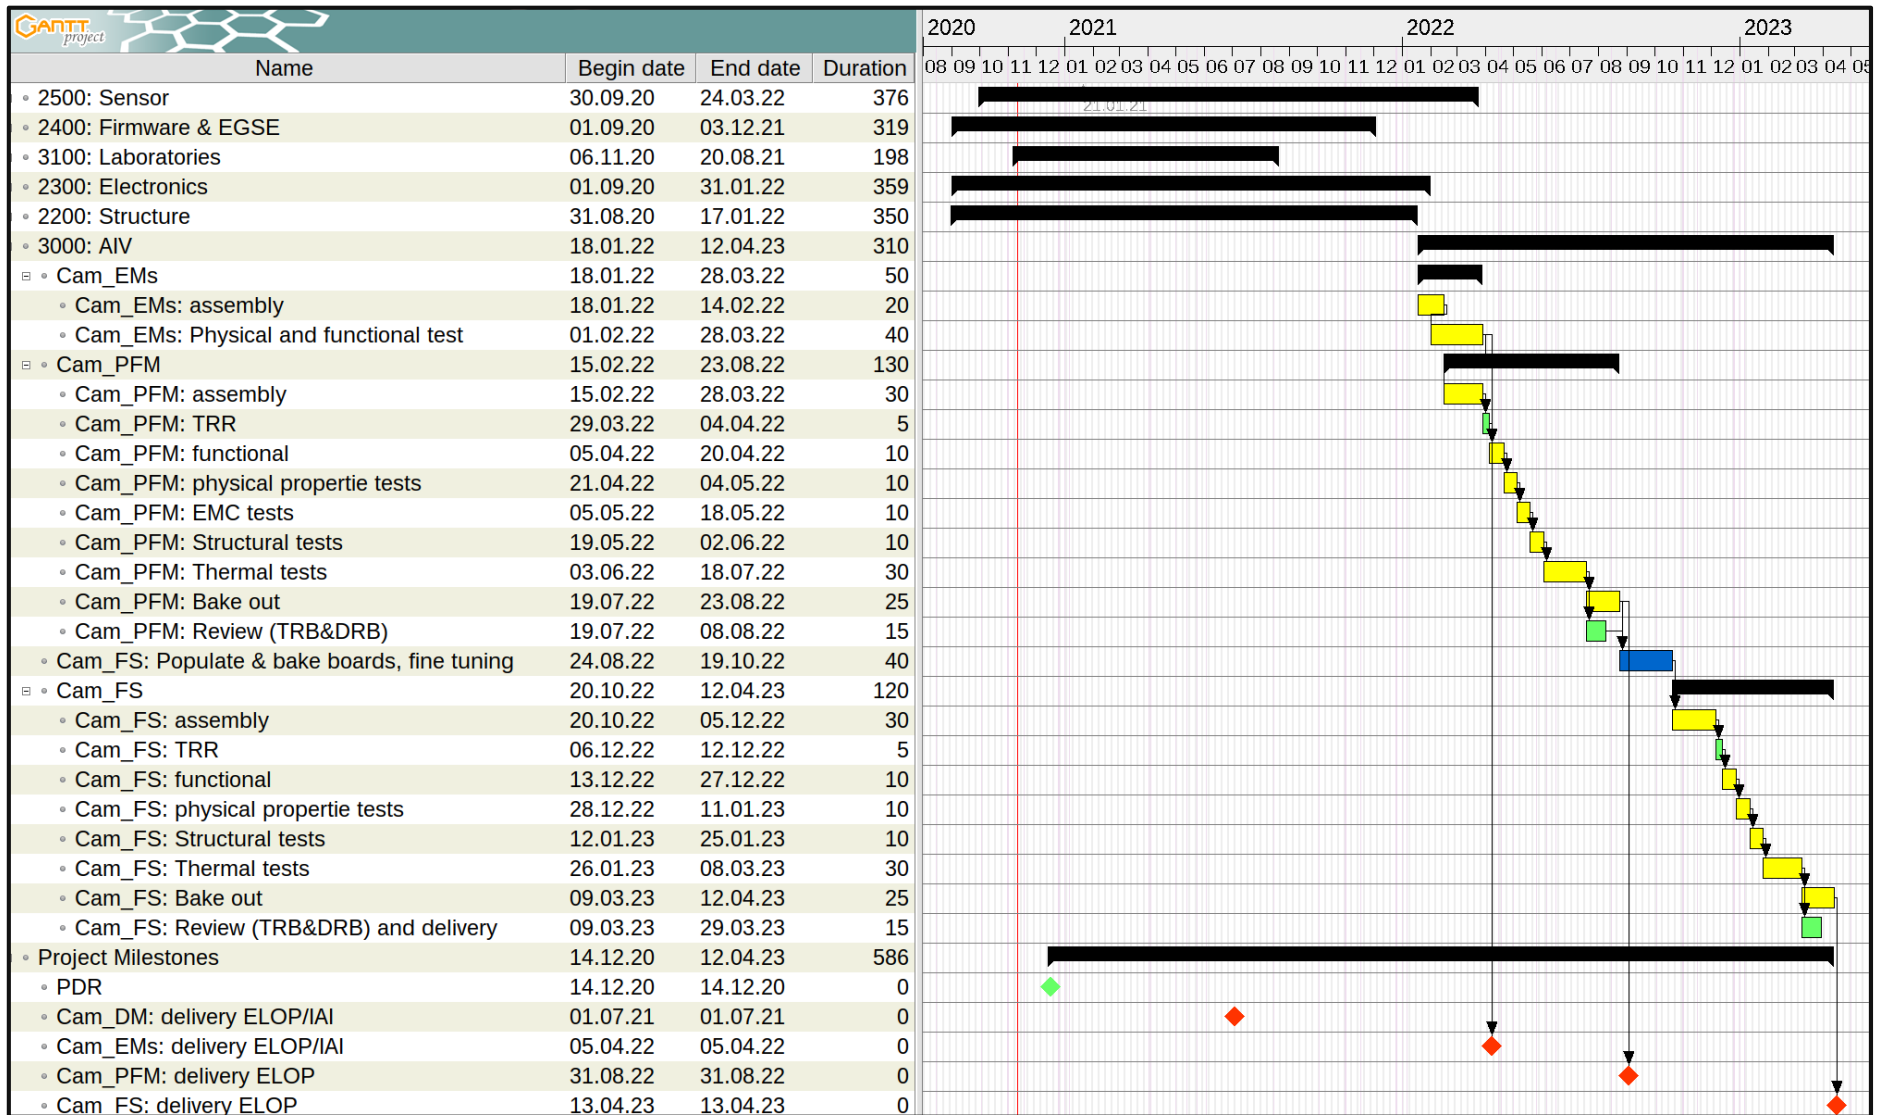 GANTT
project
2020 2021 2022 2023
Name Begin date End date Duration 08 09 10 11 12 01 02 03 04 05 06 07 08 09 10 11 12 01 02 03 04 05 06 07 08 09 10 11 12 01 02 03 04 05
2500: Sensor 30.09.20 24.03.22 376
21.01.21
2400: Firmware & EGSE 01.09.20 03.12.21 319
3100: Laboratories 06.11.20 20.08.21 198
2300: Electronics 01.09.20 31.01.22 359
2200: Structure 31.08.20 17.01.22 350
3000: AIV 18.01.22 12.04.23 310
Cam_EMs 18.01.22 28.03.22 50
Cam_EMs: assembly 18.01.22 14.02.22 20
Cam_EMs: Physical and functional test 01.02.22 28.03.22 40
Cam_PFM 15.02.22 23.08.22 130
Cam_PFM: assembly 15.02.22 28.03.22 30
Cam_PFM: TRR 29.03.22 04.04.22 5
Cam_PFM: functional 05.04.22 20.04.22 10
Cam_PFM: physical propertie tests 21.04.22 04.05.22 10
Cam_PFM: EMC tests 05.05.22 18.05.22 10
Cam_PFM: Structural tests 19.05.22 02.06.22 10
Cam_PFM: Thermal tests 03.06.22 18.07.22 30
Cam_PFM: Bake out 19.07.22 23.08.22 25
Cam_PFM: Review (TRB&DRB) 19.07.22 08.08.22 15
Cam_FS: Populate & bake boards, fine tuning 24.08.22 19.10.22 40
Cam_FS 20.10.22 12.04.23 120
Cam_FS: assembly 20.10.22 05.12.22 30
Cam_FS: TRR 06.12.22 12.12.22 5
Cam_FS: functional 13.12.22 27.12.22 10
Cam_FS: physical propertie tests 28.12.22 11.01.23 10
Cam_FS: Structural tests 12.01.23 25.01.23 10
Cam_FS: Thermal tests 26.01.23 08.03.23 30
Cam_FS: Bake out 09.03.23 12.04.23 25
Cam_FS: Review (TRB&DRB) and delivery 09.03.23 29.03.23 15
Project Milestones 14.12.20 12.04.23 586
PDR 14.12.20 14.12.20 0
Cam_DM: delivery ELOP/IAI 01.07.21 01.07.21 0
Cam_EMs: delivery ELOP/IAI 05.04.22 05.04.22 0
Cam_PFM: delivery ELOP 31.08.22 31.08.22 0
Cam_FS: delivery ELOP 13.04.23 13.04.23 0